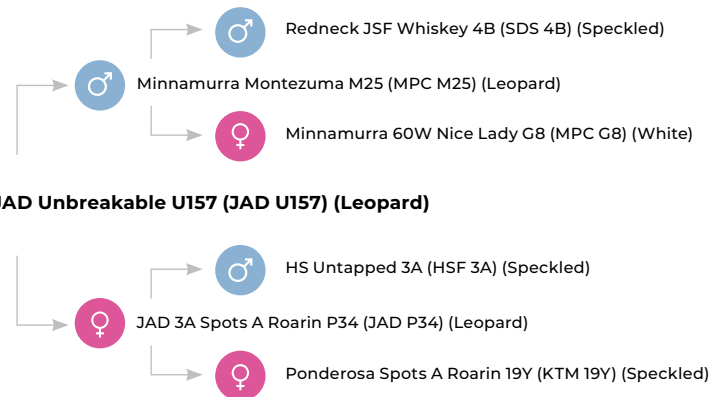 Redneck JSF Whiskey 4B (SDS 4B) (Speckled)
Minnamurra Montezuma M25 (MPC M25) (Leopard)
Minnamurra 60W Nice Lady G8 (MPC G8) (White)
JAD Unbreakable U157 (JAD U157) (Leopard)
HS Untapped 3A (HSF 3A) (Speckled)
JAD 3A Spots A Roarin P34 (JAD P34) (Leopard)
Ponderosa Spots A Roarin 19Y (KTM 19Y) (Speckled)